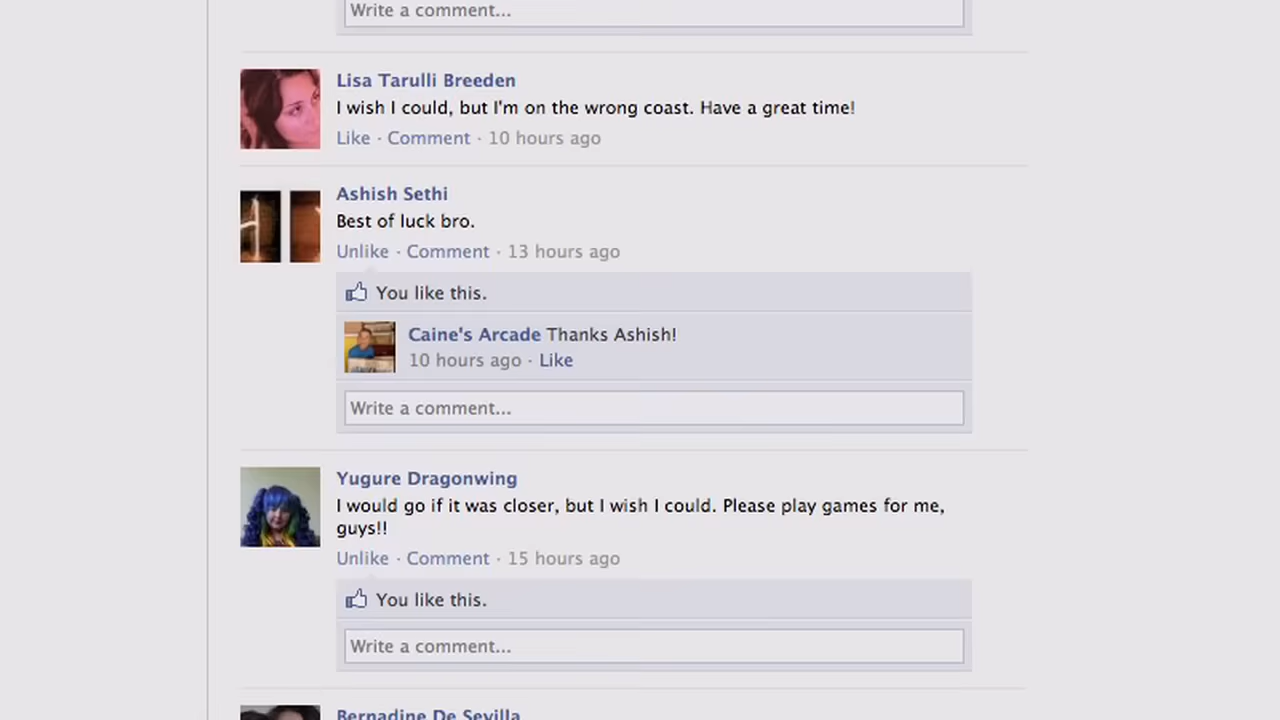 Write a comment...
Lisa Tarulli Breeden
I wish I could, but I'm on the wrong coast. Have a great time!
Like · Comment · 10 hours ago
Ashish Sethi
Best of luck bro.
Unlike · Comment · 13 hours ago
You like this.
Caine's Arcade Thanks Ashish!
10 hours ago · Like
Write a comment...
Yugure Dragonwing
I would go if it was closer, but I wish I could. Please play games for me,
guys!!
Unlike · Comment · 15 hours ago
You like this.
Write a comment...
Bernadine De Sevilla